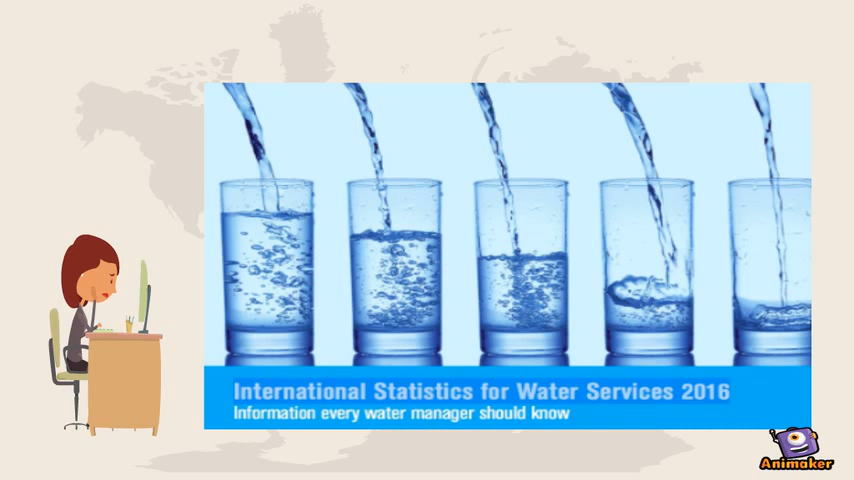 International Statistics for Water Services 2016
Information every water manager should know
Animaker